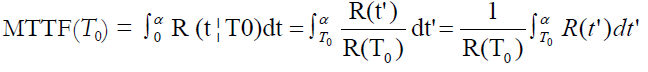 MTTF(T₀) = ∫₀^α R (t¦T0)dt = ∫_{T₀}^α R(t')/R(T₀) dt' = 1/R(T₀) ∫_{T₀}^α R(t')dt'